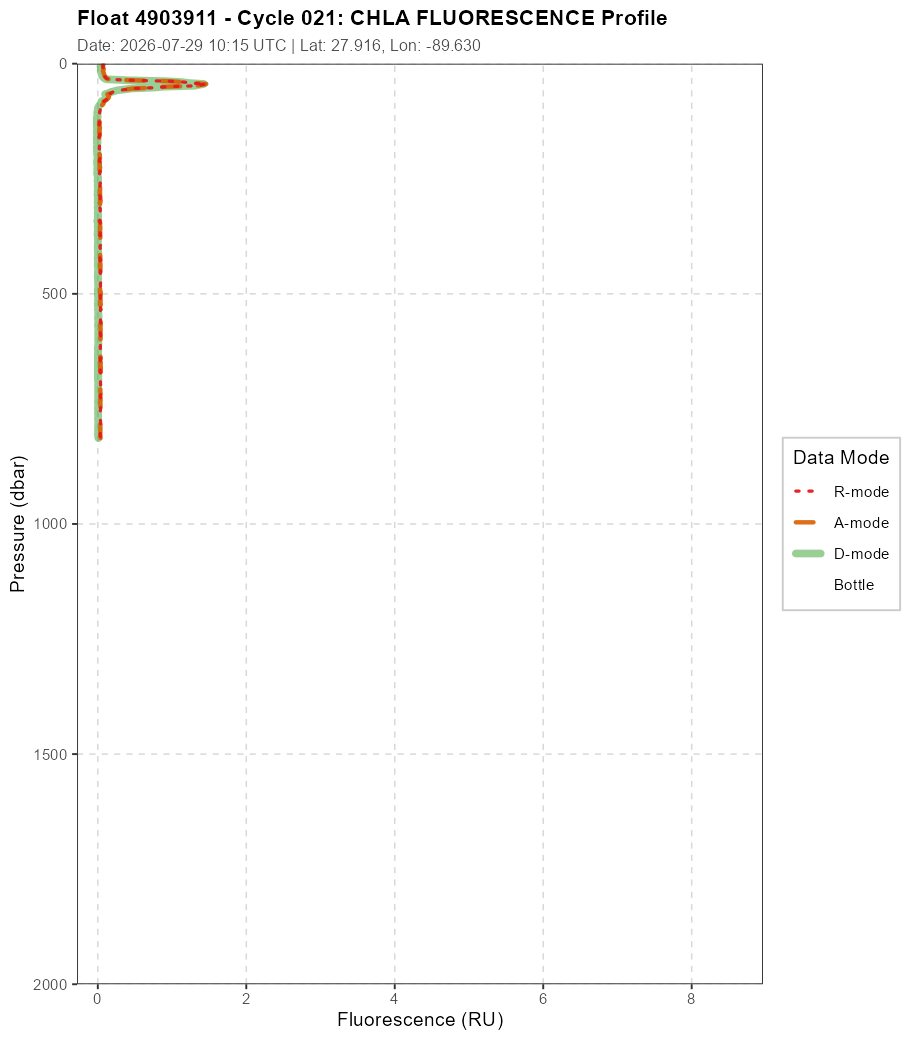 Float 4903911 - Cycle 021: CHLA FLUORESCENCE Profile
Date: 2026-07-29 10:15 UTC | Lat: 27.916, Lon: -89.630
0
500
1000
1500
2000
Pressure (dbar)
0 2 4 6 8
Fluorescence (RU)
Data Mode
R-mode
A-mode
D-mode
Bottle